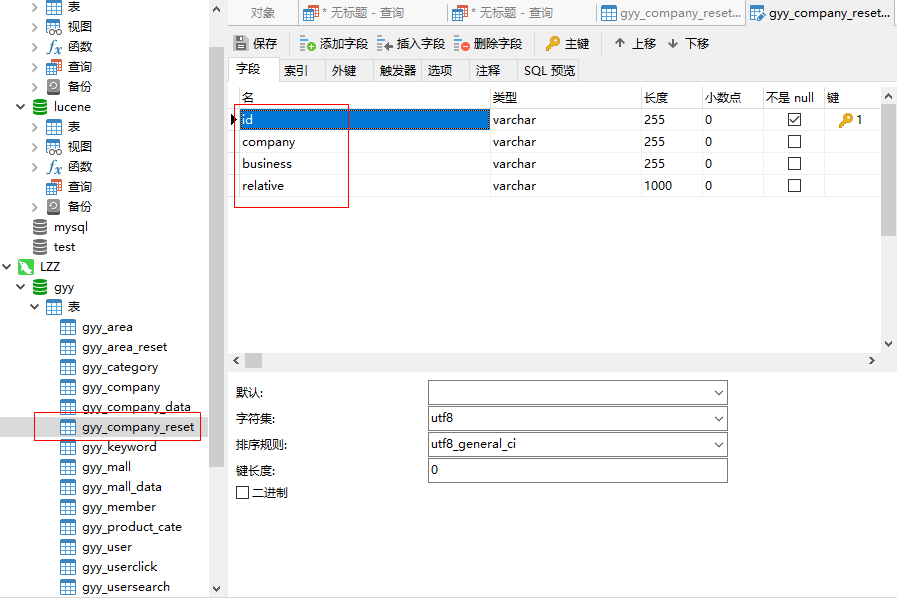 表
视图
函数
查询
备份
lucene
表
视图
函数
查询
备份
mysql
test
LZZ
gyy
表
gyy_area
gyy_area_reset
gyy_category
gyy_company
gyy_company_data
gyy_company_reset
gyy_keyword
gyy_mall
gyy_mall_data
gyy_member
gyy_product_cate
gyy_user
gyy_userclick
gyy_usersearch
对象 * 无标题 - 查询 * 无标题 - 查询 gyy_company_reset... gyy_company_reset...
保存 添加字段 插入字段 删除字段 主键 上移 下移
字段 索引 外键 触发器 选项 注释 SQL 预览
名 类型 长度 小数点 不是 null 键
id varchar 255 0 1
company varchar 255 0
business varchar 255 0
relative varchar 1000 0
默认:
字符集: utf8
排序规则: utf8_general_ci
键长度: 0
二进制